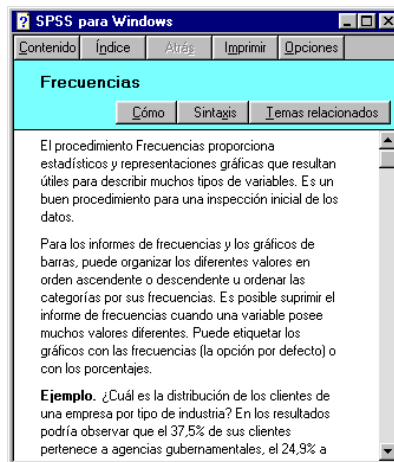 SPSS para Windows
Contenido Índice Atrás Imprimir Opciones
Frecuencias
Cómo Sintaxis Temas relacionados
El procedimiento Frecuencias proporciona
estadísticos y representaciones gráficas que resultan
útiles para describir muchos tipos de variables. Es un
buen procedimiento para una inspección inicial de los
datos.
Para los informes de frecuencias y los gráficos de
barras, puede organizar los diferentes valores en
orden ascendente o descendente u ordenar las
categorías por sus frecuencias. Es posible suprimir el
informe de frecuencias cuando una variable posee
muchos valores diferentes. Puede etiquetar los
gráficos con las frecuencias (la opción por defecto) o
con los porcentajes.
Ejemplo. ¿Cuál es la distribución de los clientes de
una empresa por tipo de industria? En los resultados
podría observar que el 37,5% de sus clientes
pertenece a agencias gubernamentales, el 24,9% a